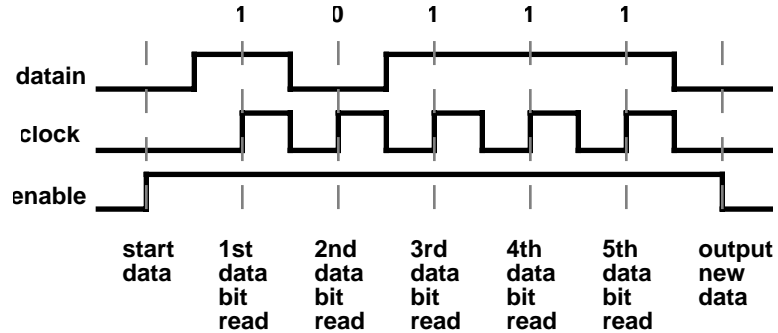 1 0 1 1 1
datain
clock
enable
start 1st 2nd 3rd 4th 5th output
data data data data data data new
bit bit bit bit bit data
read read read read read